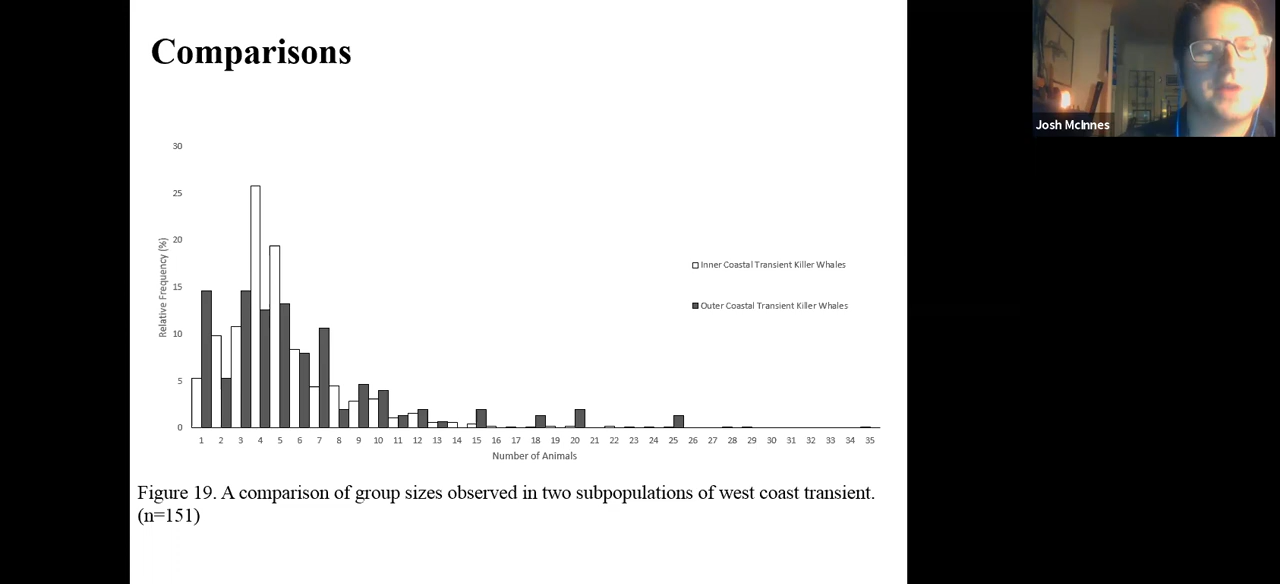 Comparisons
Josh McInnes
30
25
20
15
10
5
0
Relative Frequency (%)
Inner Coastal Transient Killer Whales
Outer Coastal Transient Killer Whales
1 2 3 4 5 6 7 8 9 10 11 12 13 14 15 16 17 18 19 20 21 22 23 24 25 26 27 28 29 30 31 32 33 34 35
Number of Animals
Figure 19. A comparison of group sizes observed in two subpopulations of west coast transient.
(n=151)